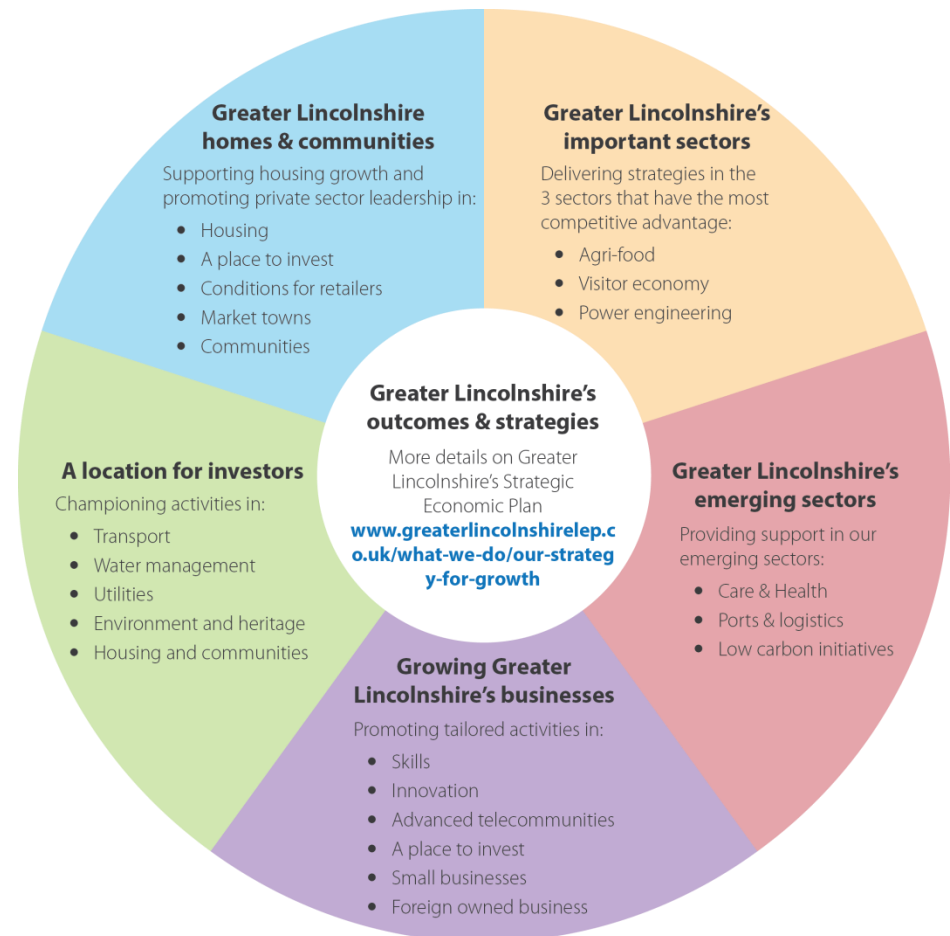 Greater Lincolnshire
homes & communities
Supporting housing growth and
promoting private sector leadership in:
• Housing
• A place to invest
• Conditions for retailers
• Market towns
• Communities
Greater Lincolnshire's
important sectors
Delivering strategies in the
3 sectors that have the most
competitive advantage:
• Agri-food
• Visitor economy
• Power engineering
Greater Lincolnshire's
outcomes & strategies
More details on Greater
Lincolnshire's Strategic
Economic Plan
www.greaterlincolnshirelep.c
o.uk/what-we-do/our-strateg
y-for-growth
A location for investors
Championing activities in:
• Transport
• Water management
• Utilities
• Environment and heritage
• Housing and communities
Greater Lincolnshire's
emerging sectors
Providing support in our
emerging sectors:
• Care & Health
• Ports & logistics
• Low carbon initiatives
Growing Greater
Lincolnshire's businesses
Promoting tailored activities in:
• Skills
• Innovation
• Advanced telecommunities
• A place to invest
• Small businesses
• Foreign owned business